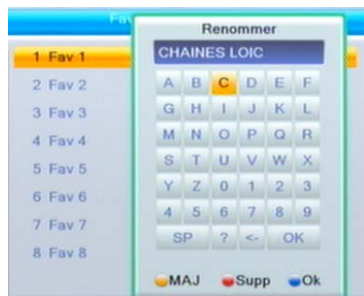 Fav
Renommer
CHAINES LOIC
1 Fav 1
2 Fav 2
3 Fav 3
4 Fav 4
5 Fav 5
6 Fav 6
7 Fav 7
8 Fav 8
A B C D E F
G H I J K L
M N O P Q R
S T U V W X
Y Z 0 1 2 3
4 5 6 7 8 9
SP ? <- OK
MAJ Supp Ok